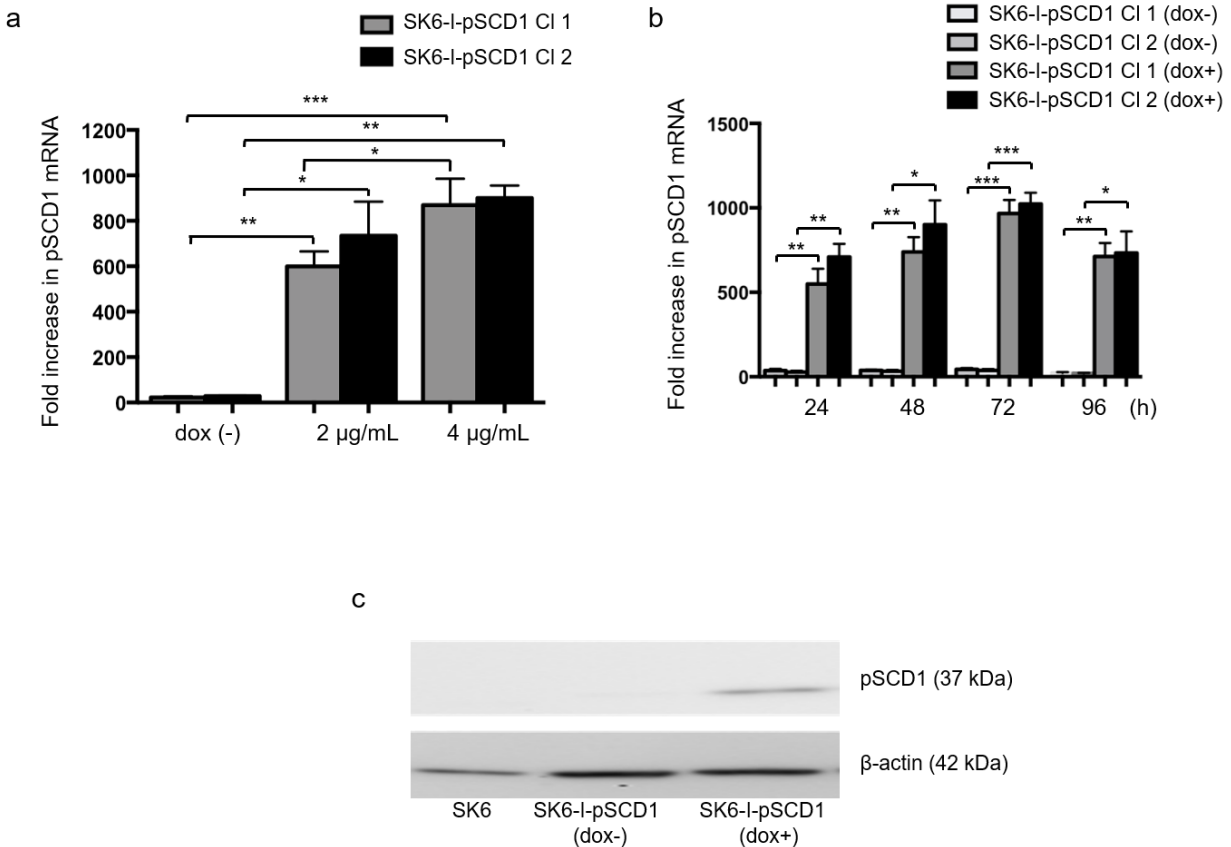 a
SK6-I-pSCD1 Cl 1
SK6-I-pSCD1 Cl 2
Fold increase in pSCD1 mRNA
1200
1000
800
600
400
200
0
***
**
*
*
**
dox (-)
2 µg/mL
4 µg/mL
b
SK6-I-pSCD1 Cl 1 (dox-)
SK6-I-pSCD1 Cl 2 (dox-)
SK6-I-pSCD1 Cl 1 (dox+)
SK6-I-pSCD1 Cl 2 (dox+)
Fold increase in pSCD1 mRNA
1500
1000
500
0
**
**
**
*
***
***
**
*
24
48
72
96
(h)
c
pSCD1 (37 kDa)
β-actin (42 kDa)
SK6
SK6-I-pSCD1
(dox-)
SK6-I-pSCD1
(dox+)